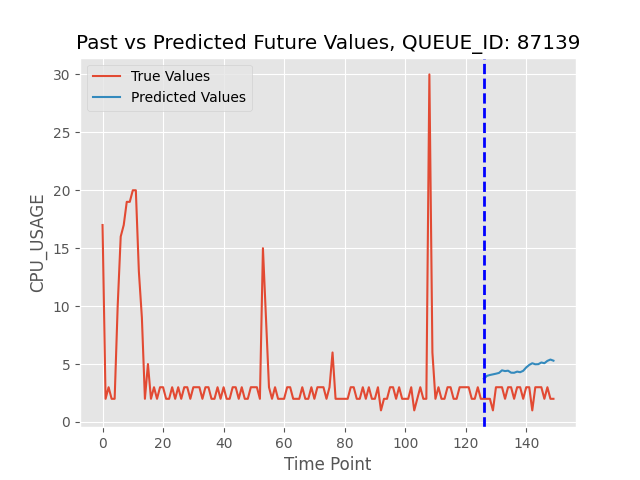 Past vs Predicted Future Values, QUEUE_ID: 87139
True Values
Predicted Values
CPU_USAGE
30
25
20
15
10
5
0
0 20 40 60 80 100 120 140
Time Point